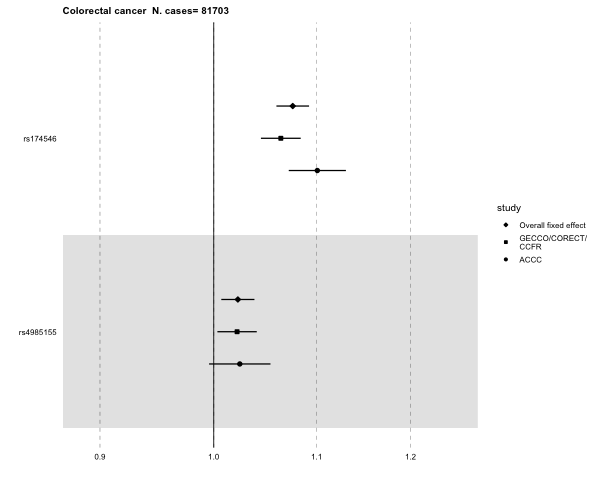 Colorectal cancer N. cases= 81703
rs174546
rs4985155
0.9 1.0 1.1 1.2
study
Overall fixed effect
GECCO/CORECT/
CCFR
ACCC